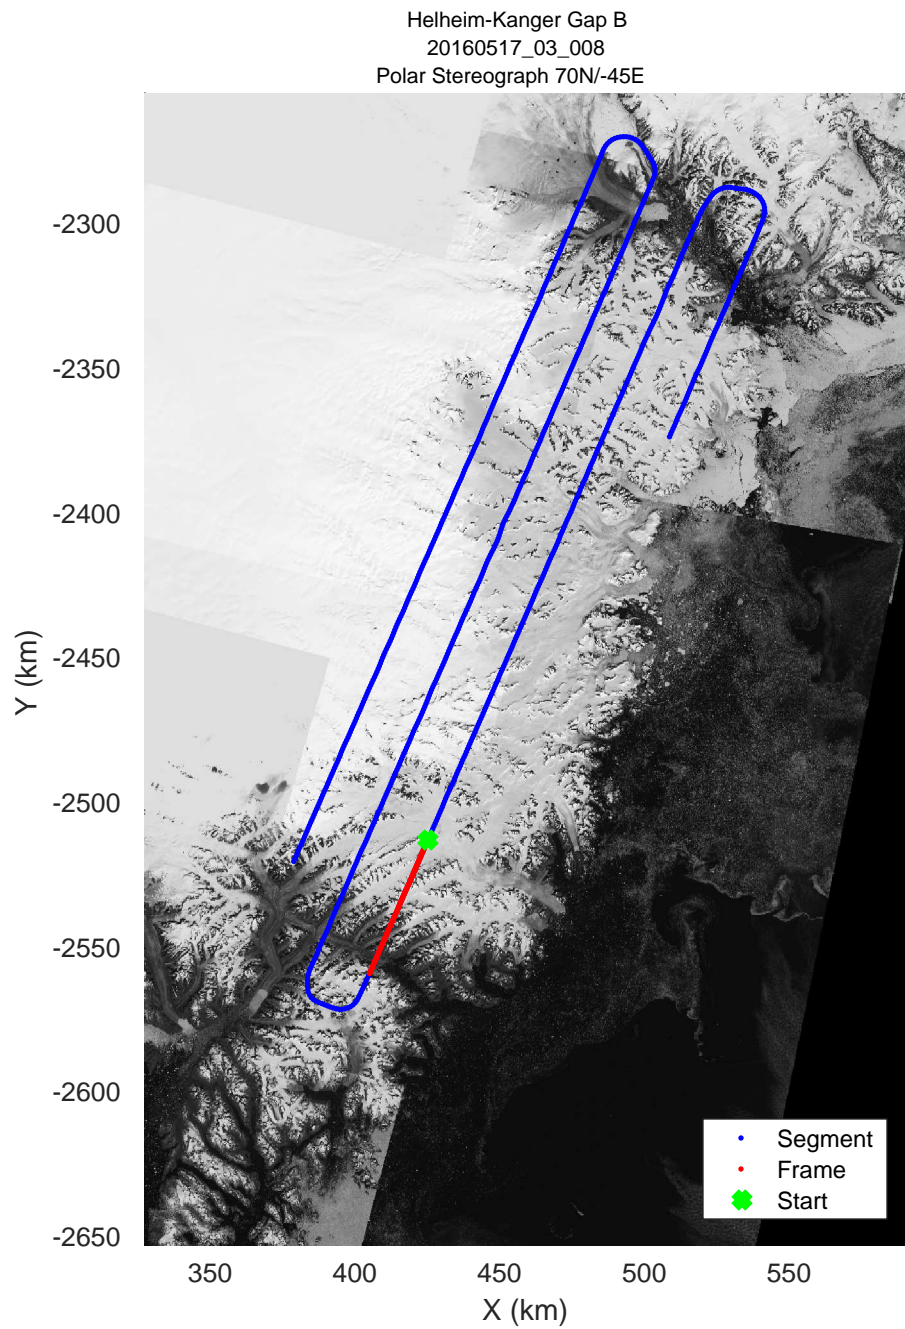 Helheim-Kanger Gap B
20160517_03_008
Polar Stereograph 70N/-45E
-2300
-2350
-2400
-2450
-2500
-2550
-2600
-2650
Y (km)
Segment
Frame
Start
350
400
450
500
550
X (km)